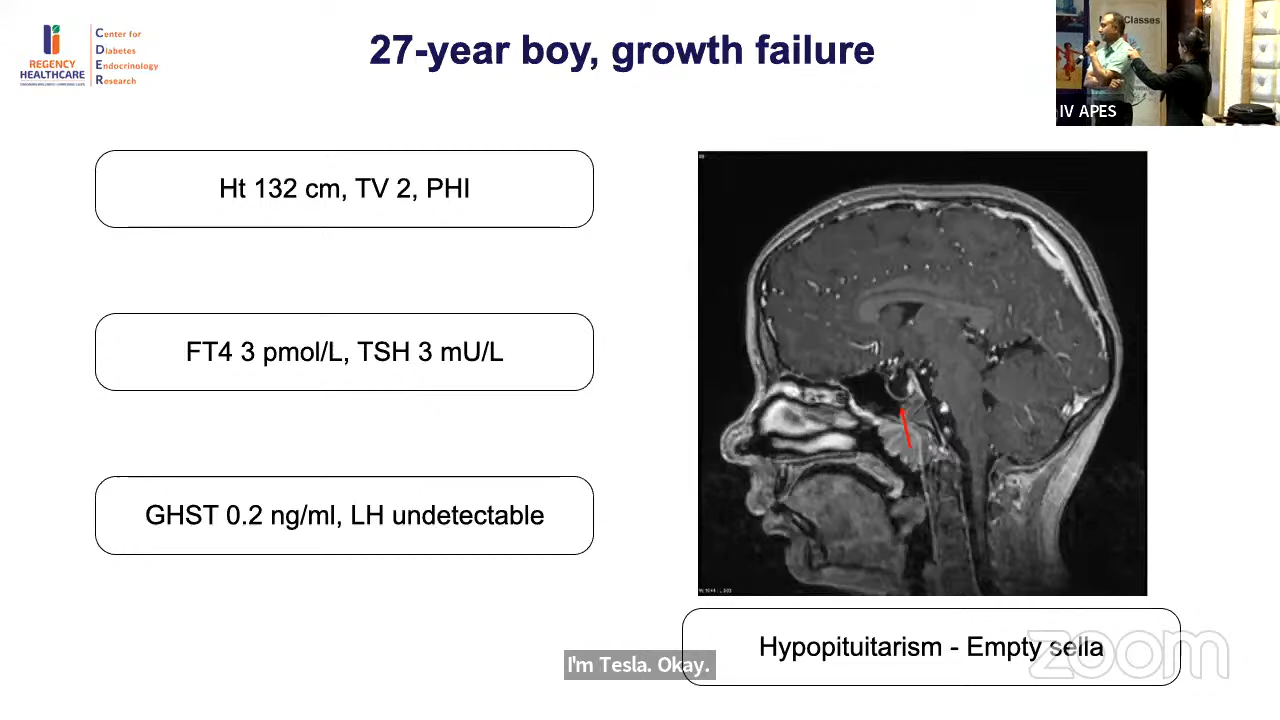 REGENCY
HEALTHCARE
Center for
Diabetes
Endocrinology
Research
27-year boy, growth failure
Classes
IV APES
Ht 132 cm, TV 2, PHI
FT4 3 pmol/L, TSH 3 mU/L
GHST 0.2 ng/ml, LH undetectable
Hypopituitarism - Empty sella
zoom
I'm Tesla. Okay.